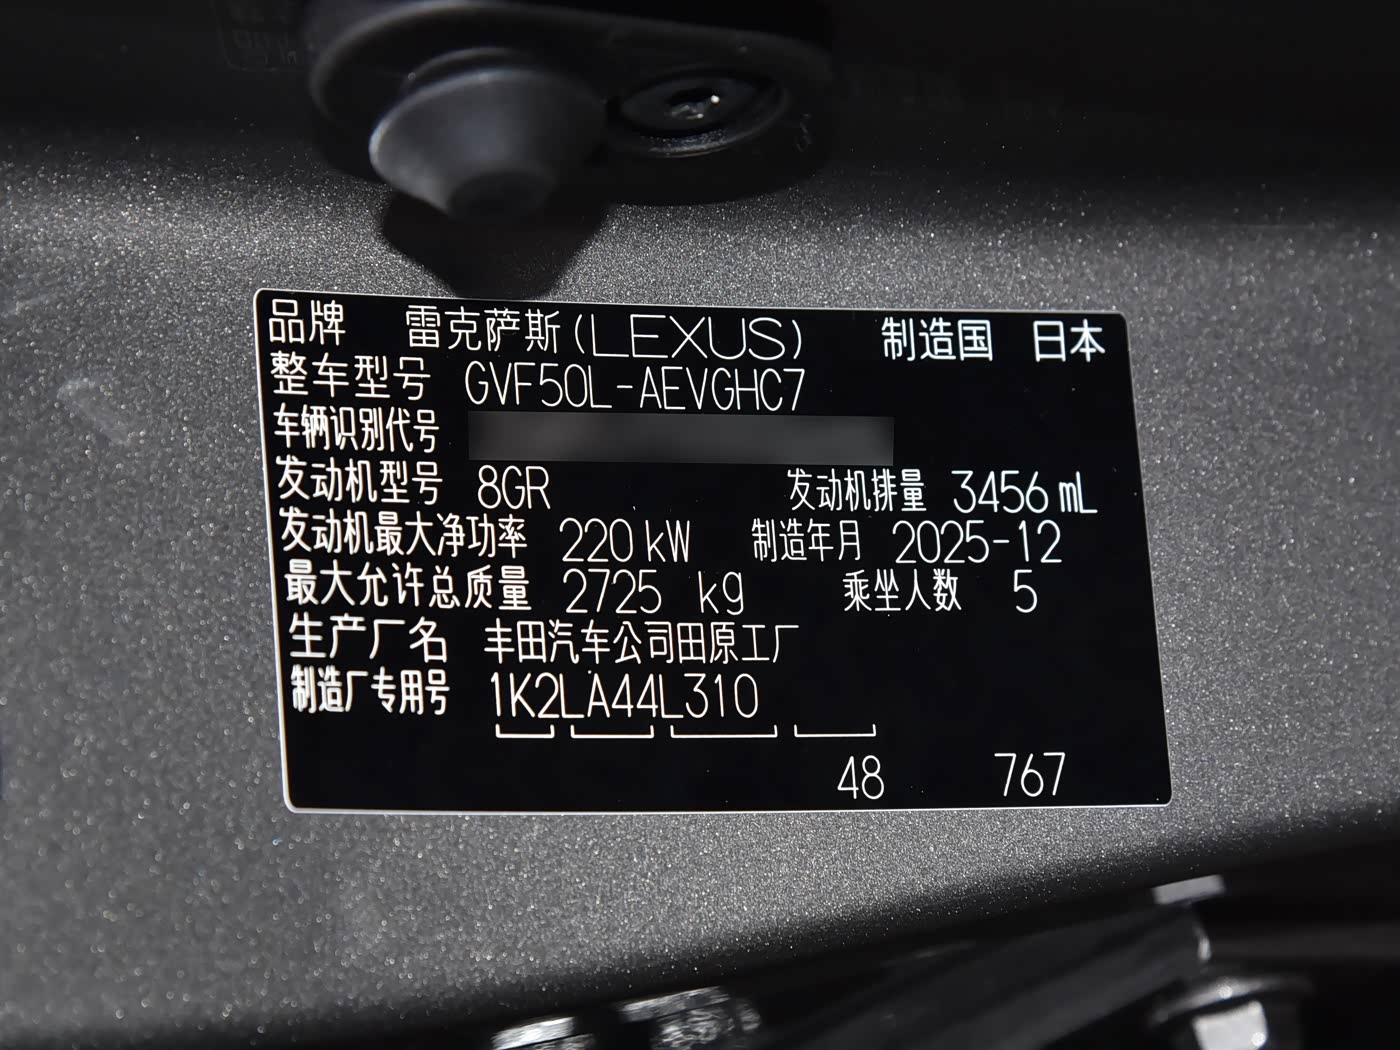 品牌 雷克萨斯(LEXUS) 制造国 日本
整车型号 GVF50L-AEVGHC7
车辆识别代号
发动机型号 8GR 发动机排量 3456 mL
发动机最大净功率 220 kW 制造年月 2025-12
最大允许总质量 2725 kg 乘坐人数 5
生产厂名 丰田汽车公司田原工厂
制造厂专用号 1K2LA44L310
48 767